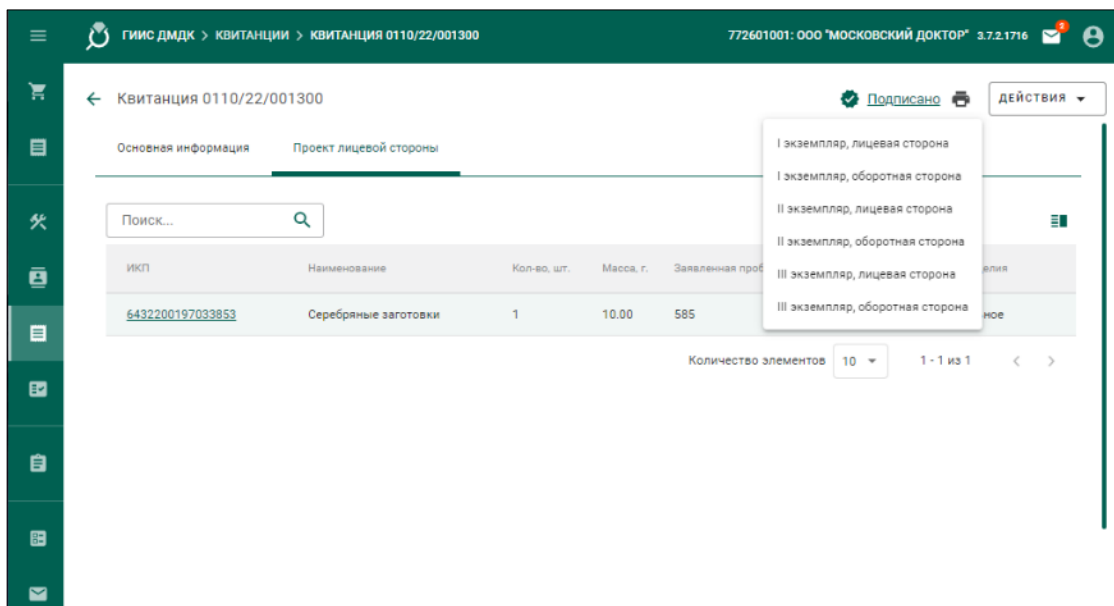 ГИИС ДМДК > КВИТАНЦИИ > КВИТАНЦИЯ 0110/22/001300
772601001: ООО "МОСКОВСКИЙ ДОКТОР" 3.7.2.1716
Квитанция 0110/22/001300
Подписано
ДЕЙСТВИЯ
Основная информация
Проект лицевой стороны
I экземпляр, лицевая сторона
I экземпляр, оборотная сторона
II экземпляр, лицевая сторона
II экземпляр, оборотная сторона
III экземпляр, лицевая сторона
III экземпляр, оборотная сторона
Поиск...
ИКП Наименование Кол-во, шт. Масса, г. Заявленная проб елия
6432200197033853 Серебряные заготовки 1 10.00 585 ное
Количество элементов 10 1 - 1 из 1